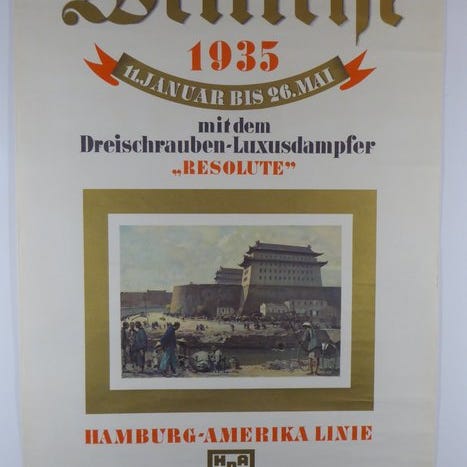 1935
11. JANUAR BIS 26. MAI
mit dem
Dreischrauben-Luxusdampfer
„RESOLUTE”
HAMBURG-AMERIKA LINIE